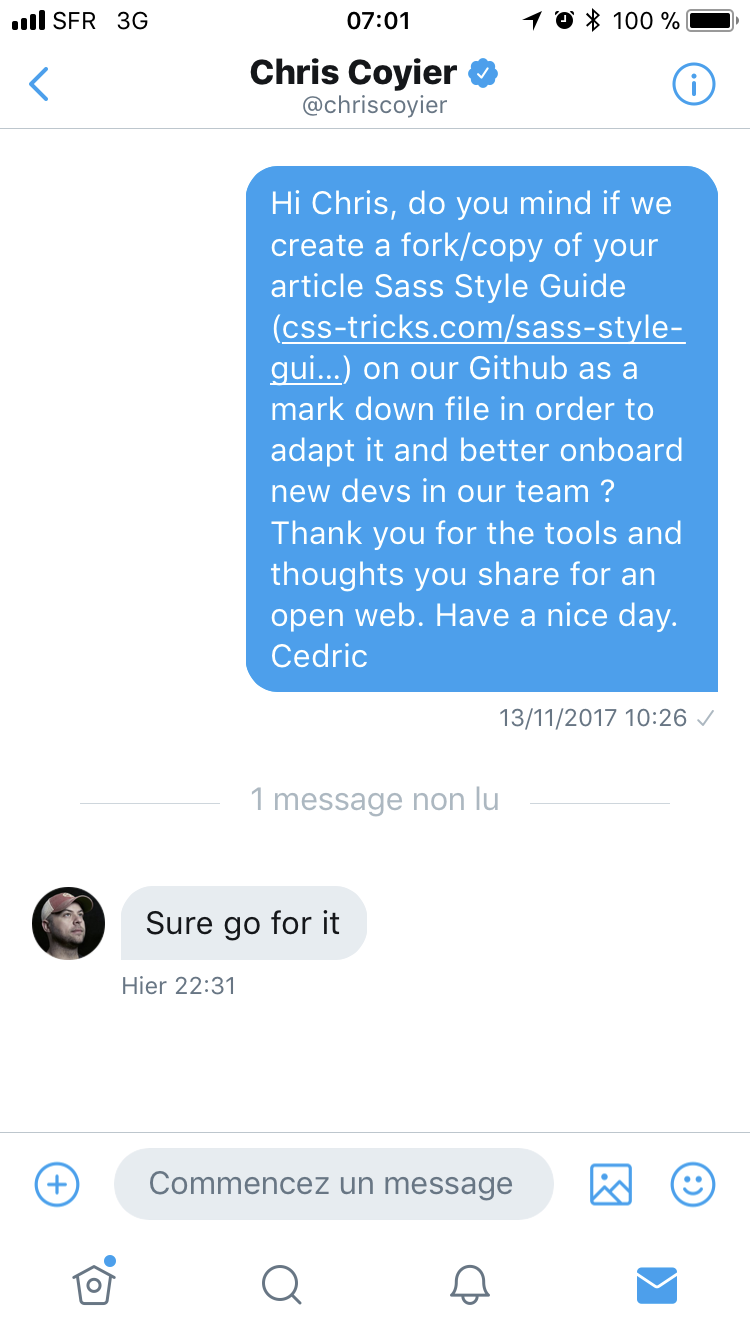 SFR 3G 07:01 100 %
Chris Coyier
@chriscoyier
Hi Chris, do you mind if we
create a fork/copy of your
article Sass Style Guide
(css-tricks.com/sass-style-
gui...) on our Github as a
mark down file in order to
adapt it and better onboard
new devs in our team ?
Thank you for the tools and
thoughts you share for an
open web. Have a nice day.
Cedric
13/11/2017 10:26
1 message non lu
Sure go for it
Hier 22:31
Commencez un message